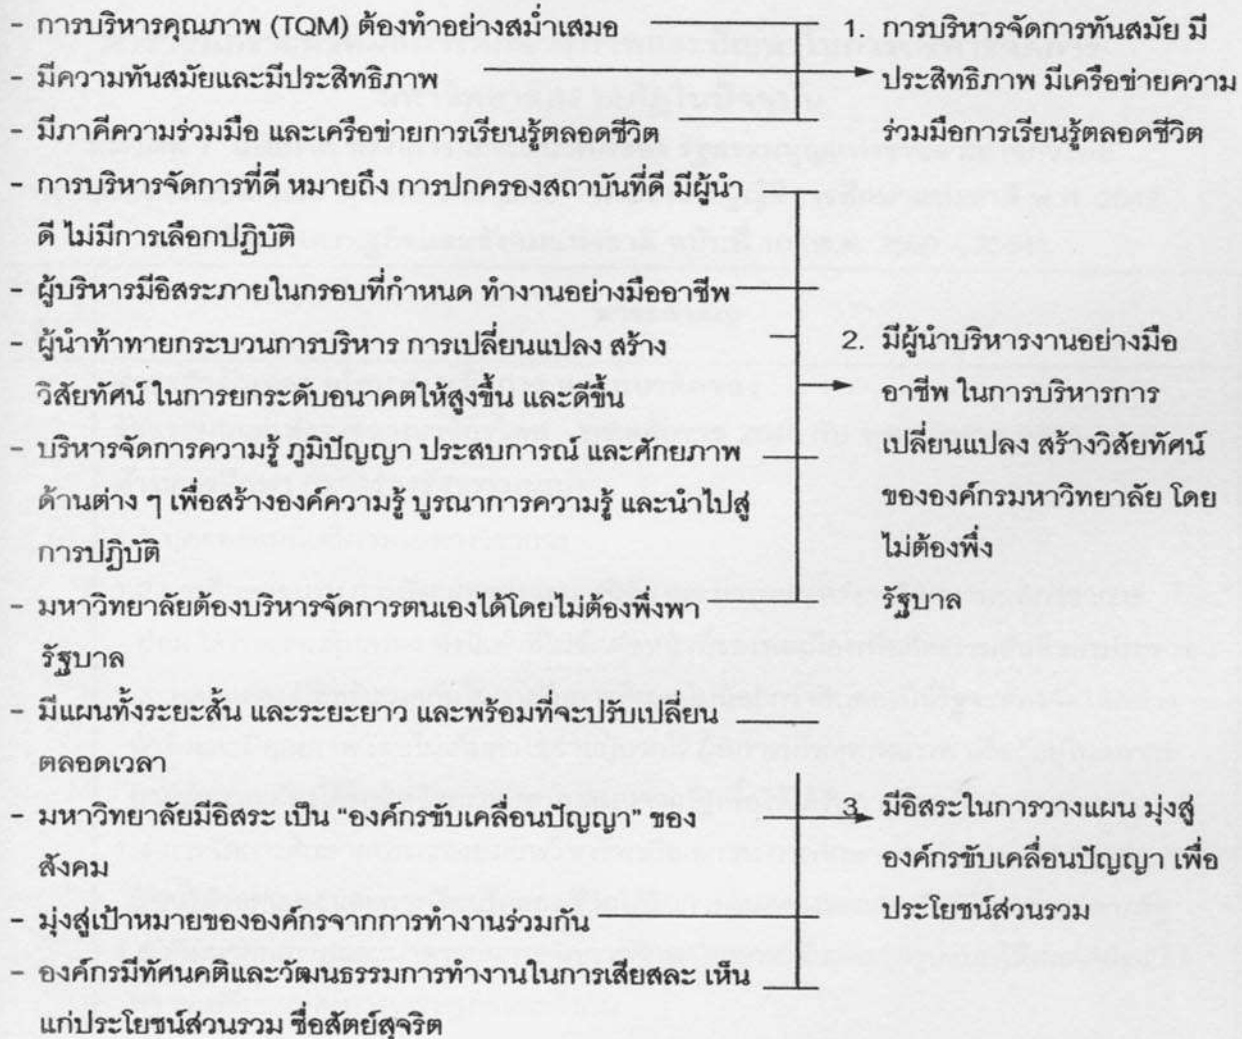 - การบริหารคุณภาพ (TQM) ต้องทำอย่างสม่ำเสมอ
- มีความทันสมัยและมีประสิทธิภาพ
- มีภาคีความร่วมมือ และเครือข่ายการเรียนรู้ตลอดชีวิต
- การบริหารจัดการที่ดี หมายถึง การปกครองสถาบันที่ดี มีผู้นำ
ดี ไม่มีการเลือกปฏิบัติ
- ผู้บริหารมีอิสระภายในกรอบที่กำหนด ทำงานอย่างมืออาชีพ
- ผู้นำท้าทายกระบวนการบริหาร การเปลี่ยนแปลง สร้าง
วิสัยทัศน์ ในการยกระดับอนาคตให้สูงขึ้น และดีขึ้น
- บริหารจัดการความรู้ ภูมิปัญญา ประสบการณ์ และศักยภาพ
ด้านต่าง ๆ เพื่อสร้างองค์ความรู้ บูรณาการความรู้ และนำไปสู่
การปฏิบัติ
- มหาวิทยาลัยต้องบริหารจัดการตนเองได้โดยไม่ต้องพึ่งพา
รัฐบาล
- มีแผนทั้งระยะสั้น และระยะยาว และพร้อมที่จะปรับเปลี่ยน
ตลอดเวลา
- มหาวิทยาลัยมีอิสระ เป็น "องค์กรขับเคลื่อนปัญญา" ของ
สังคม
- มุ่งสู่เป้าหมายขององค์กรจากการทำงานร่วมกัน
- องค์กรมีทัศนคติและวัฒนธรรมการทำงานในการเสียสละ เห็น
แก่ประโยชน์ส่วนรวม ซื่อสัตย์สุจริต
1. การบริหารจัดการทันสมัย มี
ประสิทธิภาพ มีเครือข่ายความ
ร่วมมือการเรียนรู้ตลอดชีวิต
2. มีผู้นำบริหารงานอย่างมือ
อาชีพ ในการบริหารการ
เปลี่ยนแปลง สร้างวิสัยทัศน์
ขององค์กรมหาวิทยาลัย โดย
ไม่ต้องพึ่ง
รัฐบาล
3. มีอิสระในการวางแผน มุ่งสู่
องค์กรขับเคลื่อนปัญญา เพื่อ
ประโยชน์ส่วนรวม